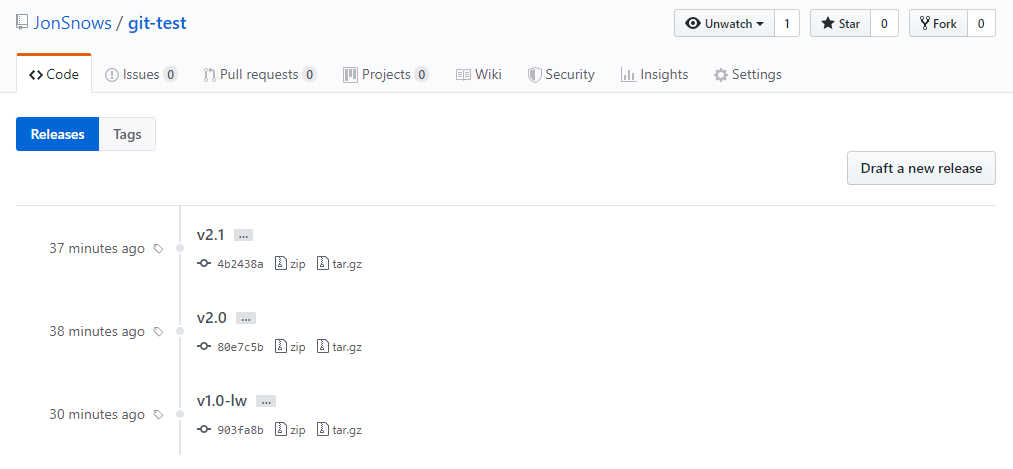 JonSnows / git-test
Unwatch 1 Star 0 Fork 0
Code Issues 0 Pull requests 0 Projects 0 Wiki Security Insights Settings
Releases Tags
Draft a new release
37 minutes ago v2.1 ...
4b2438a zip tar.gz
38 minutes ago v2.0 ...
80e7c5b zip tar.gz
30 minutes ago v1.0-lw ...
903fa8b zip tar.gz